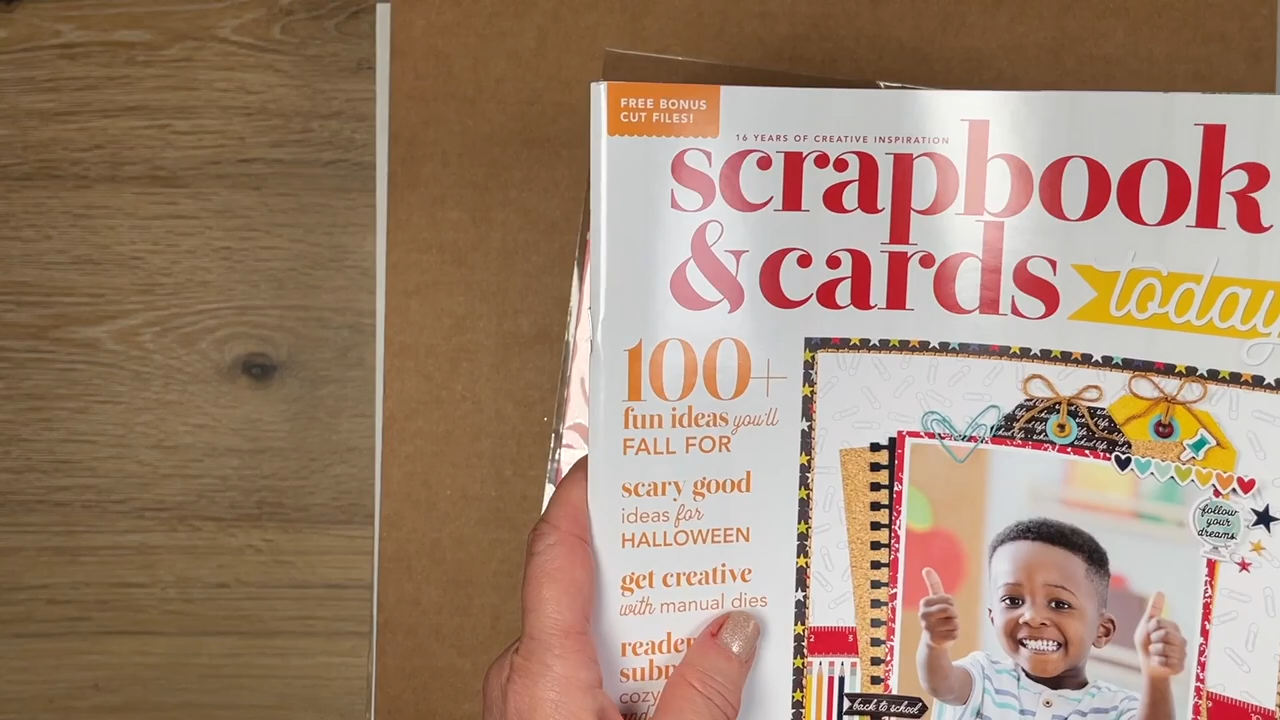 FREE BONUS
CUT FILES!
16 YEARS OF CREATIVE INSPIRATION
scrapbook
& cards today
100+
fun ideas you'll
FALL FOR
scary good
ideas for
HALLOWEEN
get creative
with manual dies
follow
your
dreams
back to school